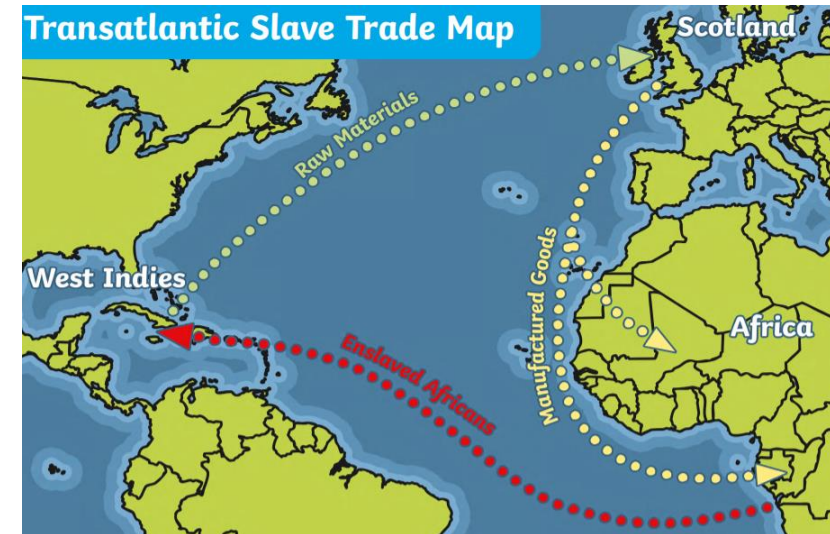 Transatlantic Slave Trade Map
Scotland
Raw Materials
West Indies
Manufactured Goods
Africa
Enslaved Africans